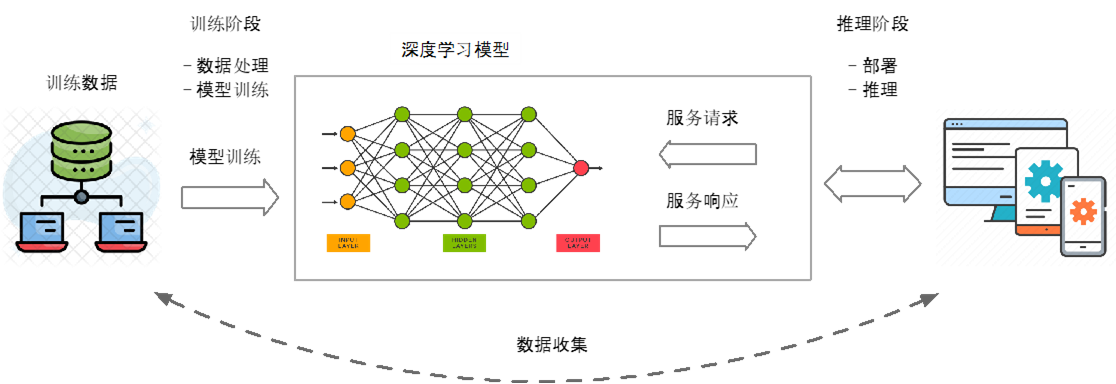 训练阶段
- 数据处理
- 模型训练
深度学习模型
推理阶段
- 部署
- 推理
训练数据
模型训练
服务请求
服务响应
INPUT
LAYER
HIDDEN
LAYERS
OUTPUT
LAYER
数据收集